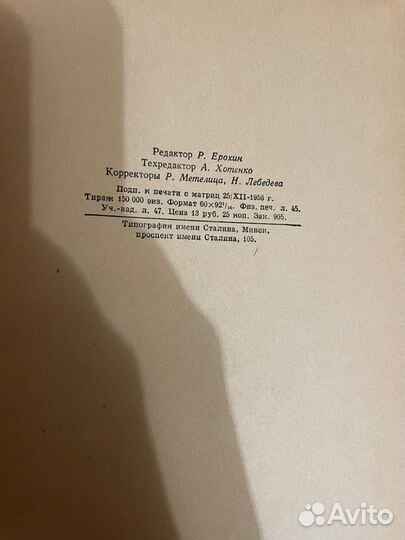 Редактор Р. Ерохин
Техредактор А. Хотенко
Корректоры Р. Метелица, Н. Лебедева
Подп. к печати с матриц 25/XII-1956 г.
Тираж 150 000 экз. Формат 60×92¹/₁₆. Физ. печ. л. 45.
Уч.-изд. л. 47. Цена 13 руб. 25 коп. Зак. 905.
Типография имени Сталина, Минск,
проспект имени Сталина, 105.
Avito